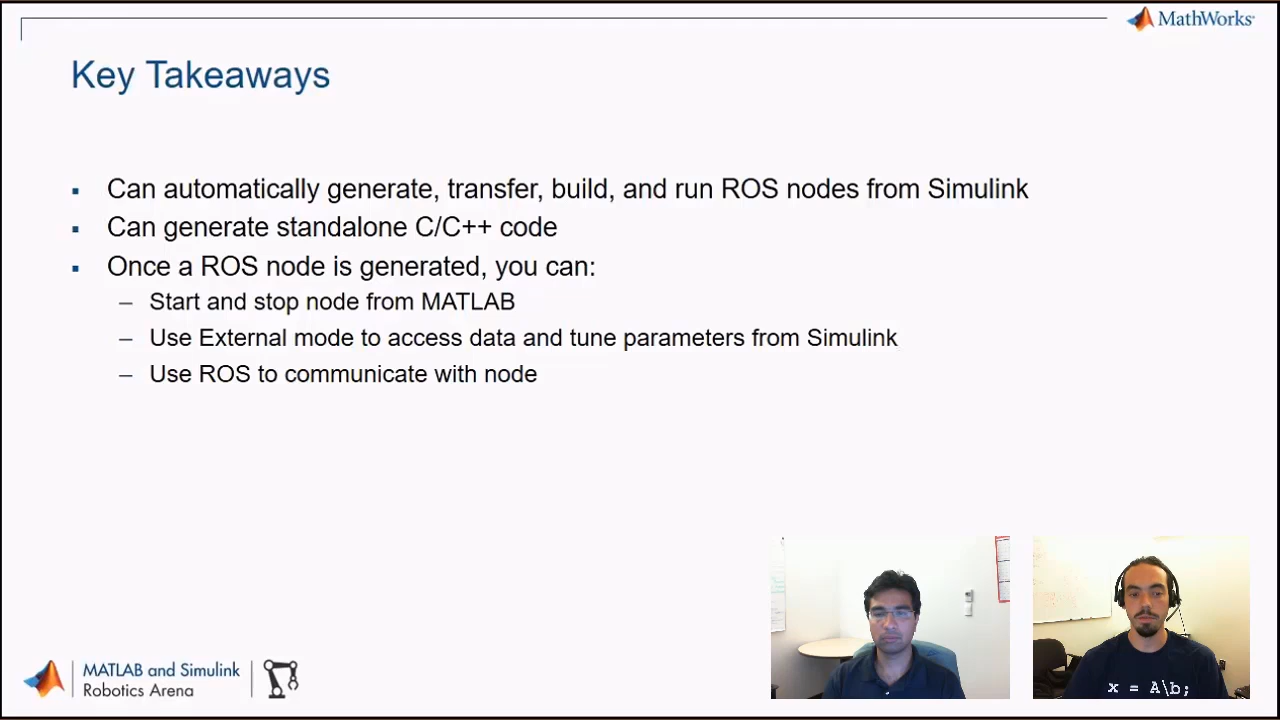 MathWorks
Key Takeaways
Can automatically generate, transfer, build, and run ROS nodes from Simulink
Can generate standalone C/C++ code
Once a ROS node is generated, you can:
– Start and stop node from MATLAB
– Use External mode to access data and tune parameters from Simulink
– Use ROS to communicate with node
x = A\b;
MATLAB and Simulink
Robotics Arena